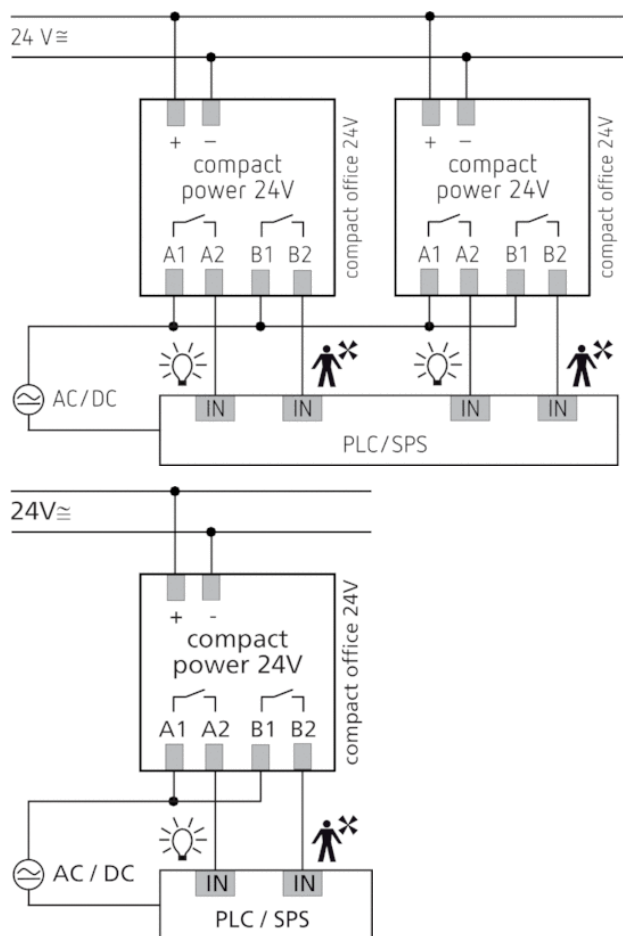 24 V≅
+ −
compact
power 24V
A1 A2 B1 B2
compact office 24V
+ −
compact
power 24V
A1 A2 B1 B2
compact office 24V
AC/DC
IN IN IN IN
PLC/SPS
24V≅
+ -
compact
power 24V
A1 A2 B1 B2
compact office 24V
AC / DC
IN IN
PLC / SPS